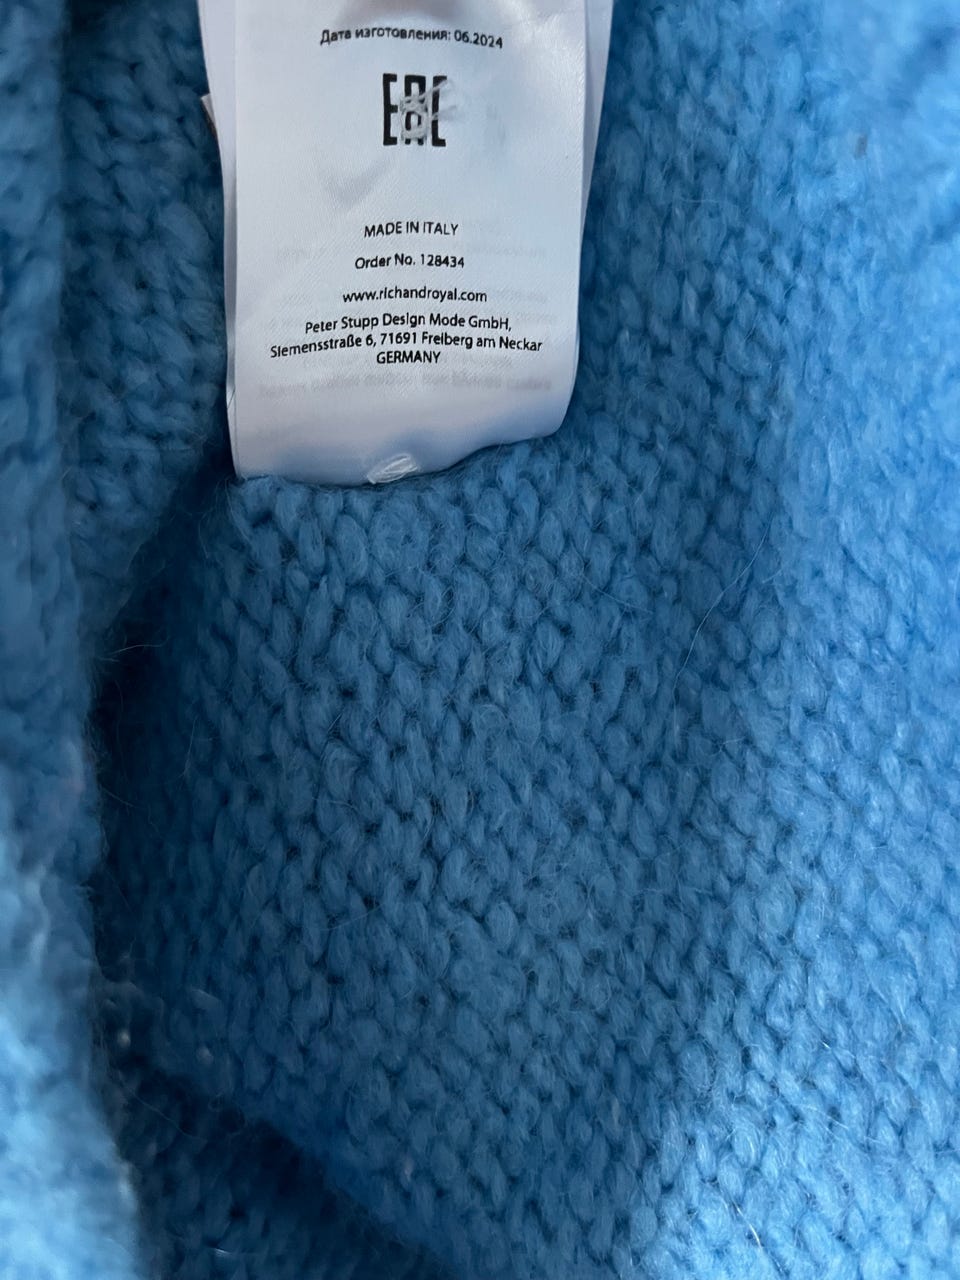 Дата изготовления: 06.2024
EAC
MADE IN ITALY
Order No. 128434
www.richandroyal.com
Peter Stupp Design Mode GmbH,
Siemensstraße 6, 71691 Freiberg am Neckar
GERMANY